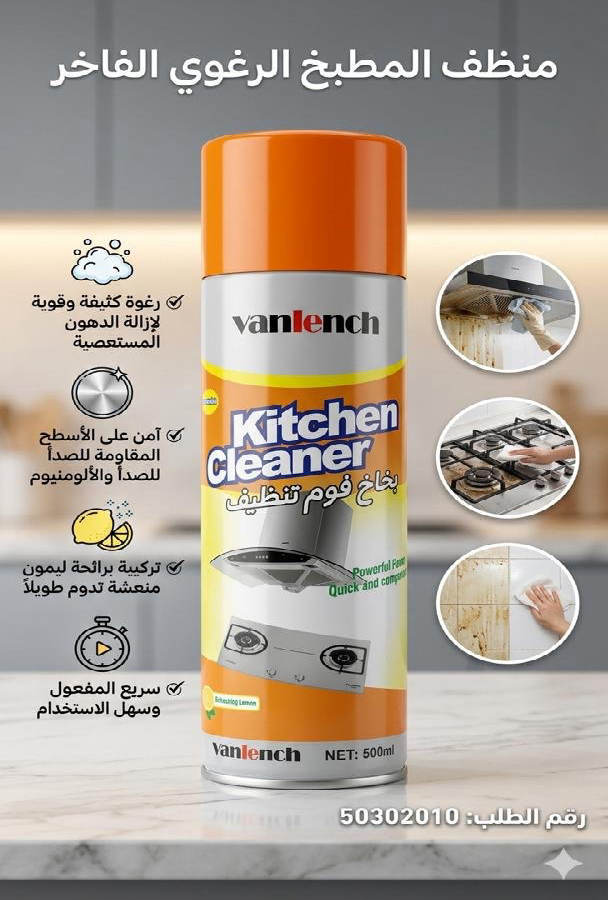 منظف المطبخ الرغوي الفاخر
رغوة كثيفة وقوية
لإزالة الدهون
المستعصية
آمن على الأسطح
المقاومة للصدأ
للصدأ والألومنيوم
تركيبة برائحة ليمون
منعشة تدوم طويلاً
سريع المفعول
وسهل الاستخدام
vanlench
Kitchen
Cleaner
بخاخ فوم تنظيف
Powerful
Quick and
Refreshing Lemon
vanlench
NET: 500ml
رقم الطلب: 50302010